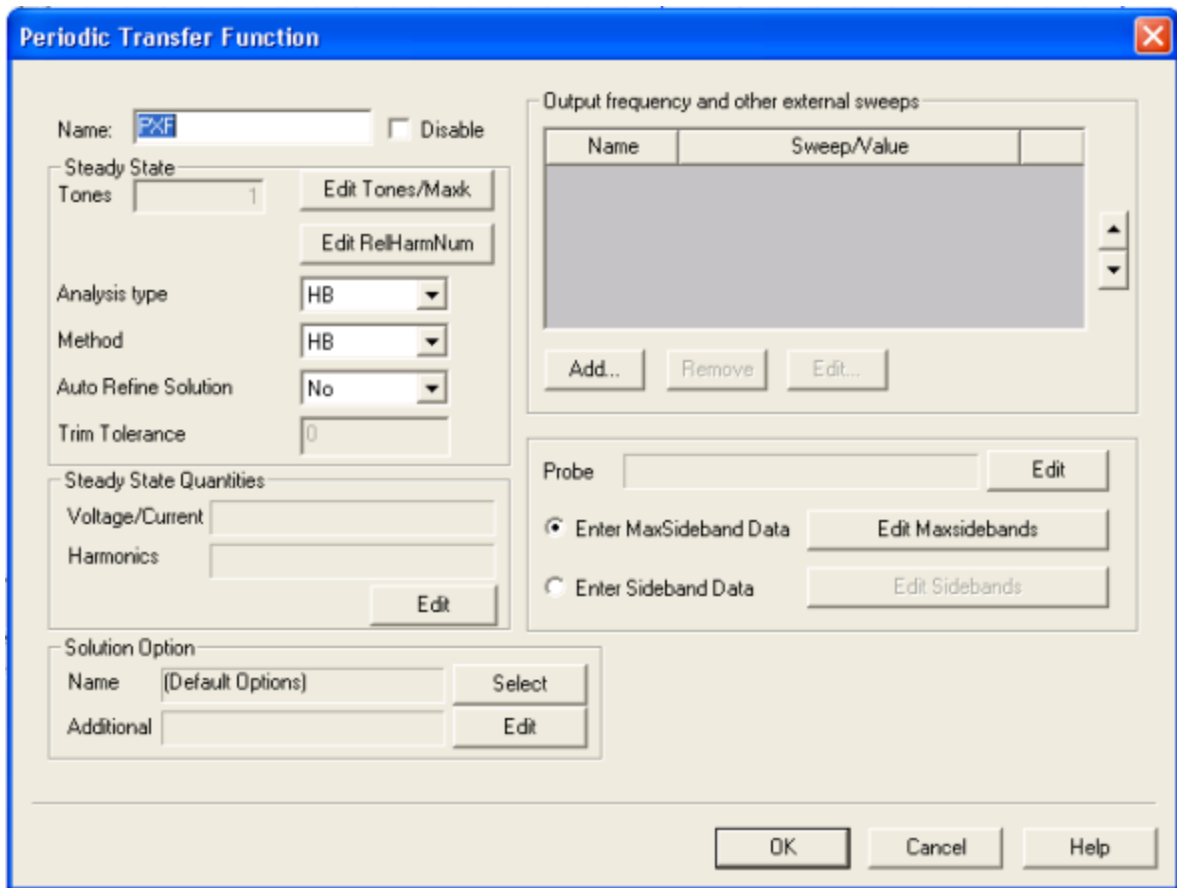 Periodic Transfer Function
Name: PXF Disable
Steady State
Tones 1 Edit Tones/Maxk
Edit RelHarmNum
Analysis type HB
Method HB
Auto Refine Solution No
Trim Tolerance 0
Steady State Quantities
Voltage/Current
Harmonics
Edit
Solution Option
Name (Default Options) Select
Additional Edit
Output frequency and other external sweeps
Name Sweep/Value
Add... Remove Edit...
Probe Edit
Enter MaxSideband Data Edit Maxsidebands
Enter Sideband Data Edit Sidebands
OK Cancel Help